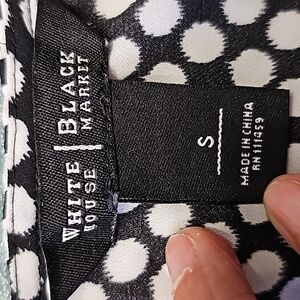 WHITE | BLACK
HOUSE | MARKET
S
MADE IN CHINA
RN 111459